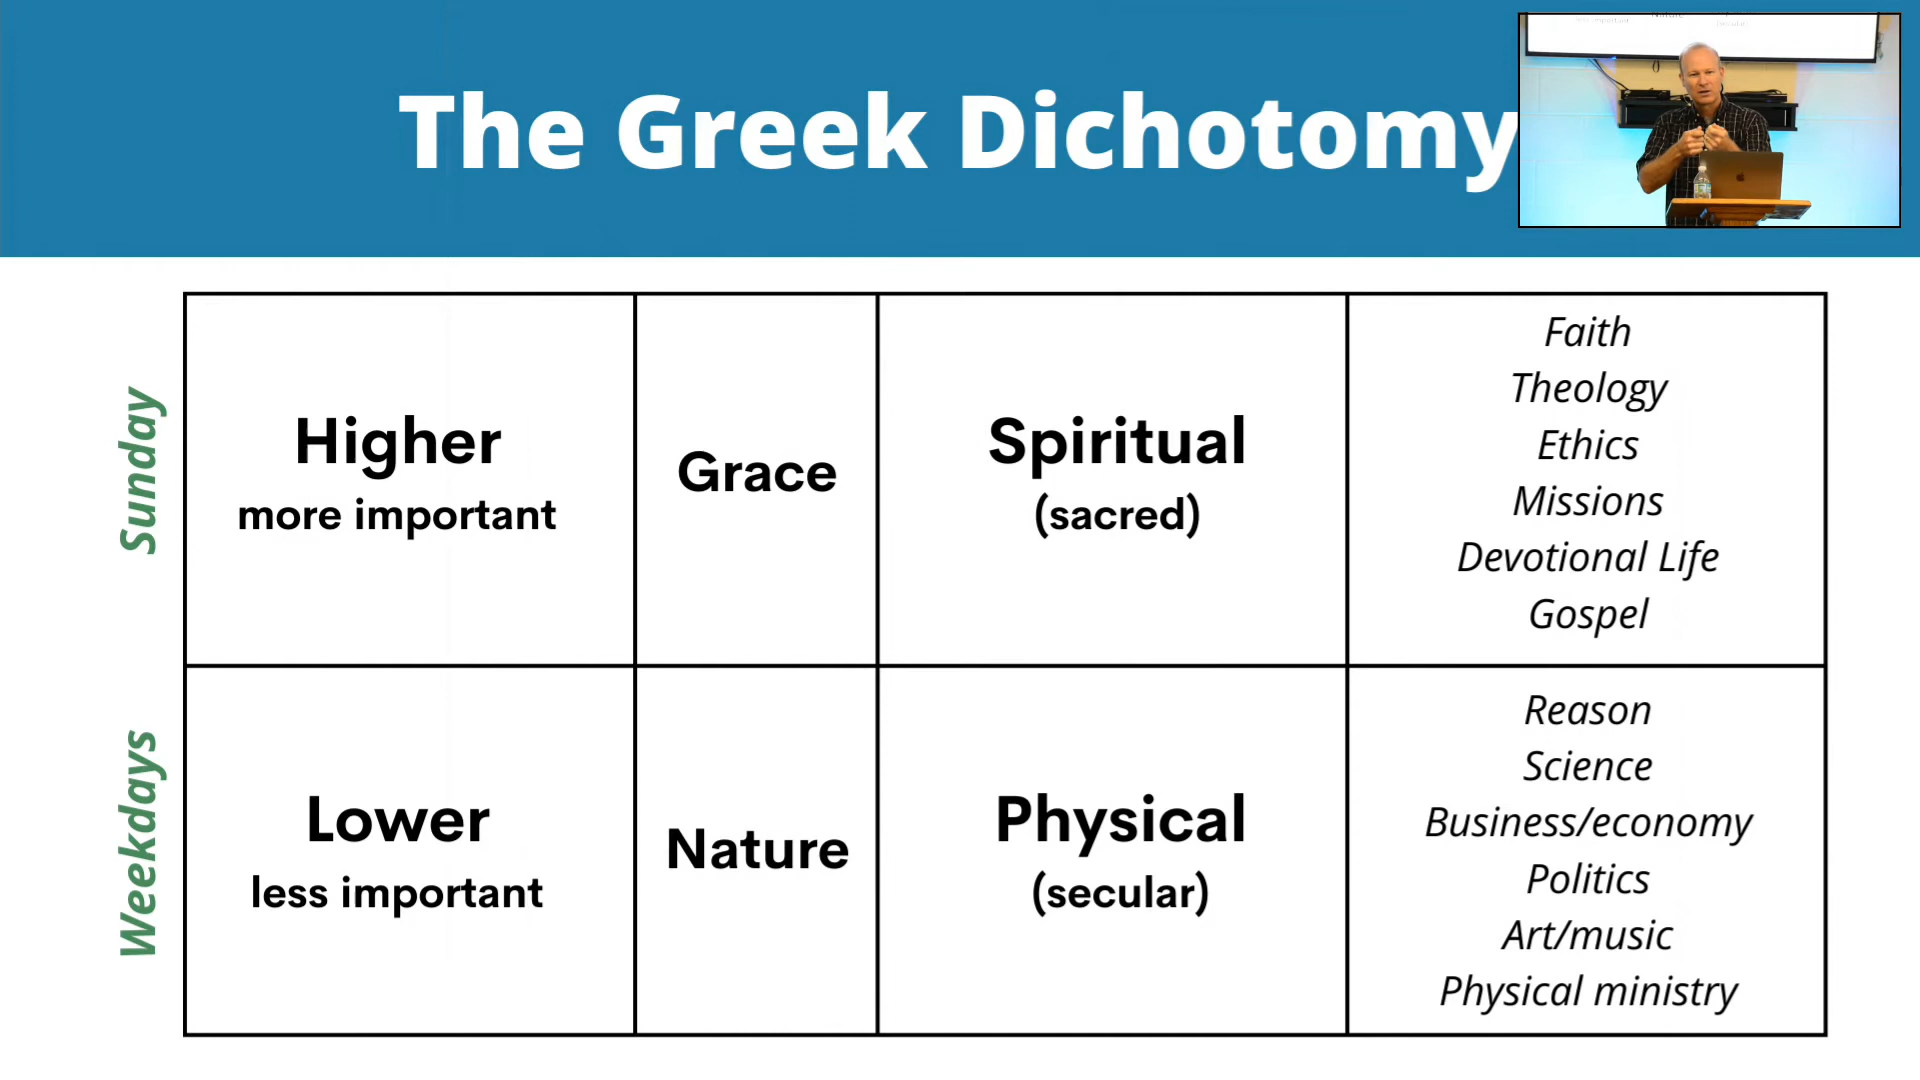 The Greek Dichotomy
Sunday
Higher
more important
Grace
Spiritual
(sacred)
Faith
Theology
Ethics
Missions
Devotional Life
Gospel
Weekdays
Lower
less important
Nature
Physical
(secular)
Reason
Science
Business/economy
Politics
Art/music
Physical ministry